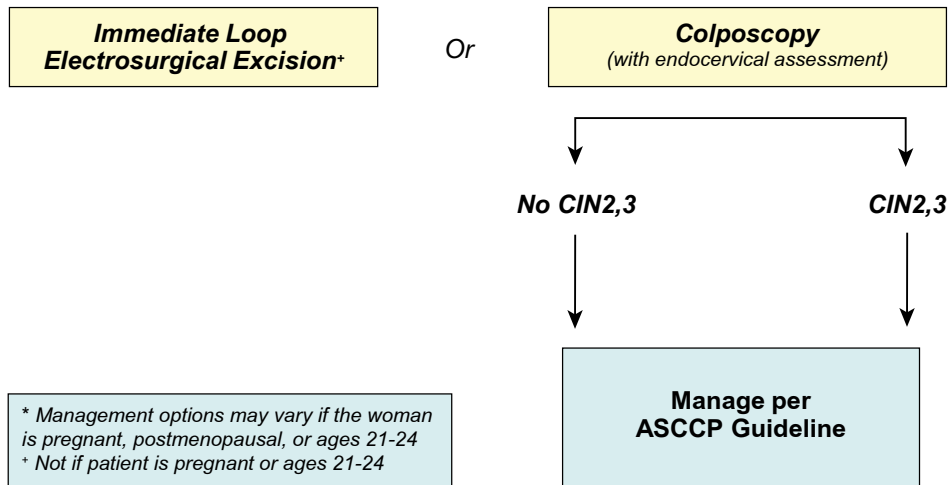 Immediate Loop
Electrosurgical Excision⁺
Or
Colposcopy
(with endocervical assessment)
No CIN2,3
CIN2,3
Manage per
ASCCP Guideline
* Management options may vary if the woman
is pregnant, postmenopausal, or ages 21-24
⁺ Not if patient is pregnant or ages 21-24